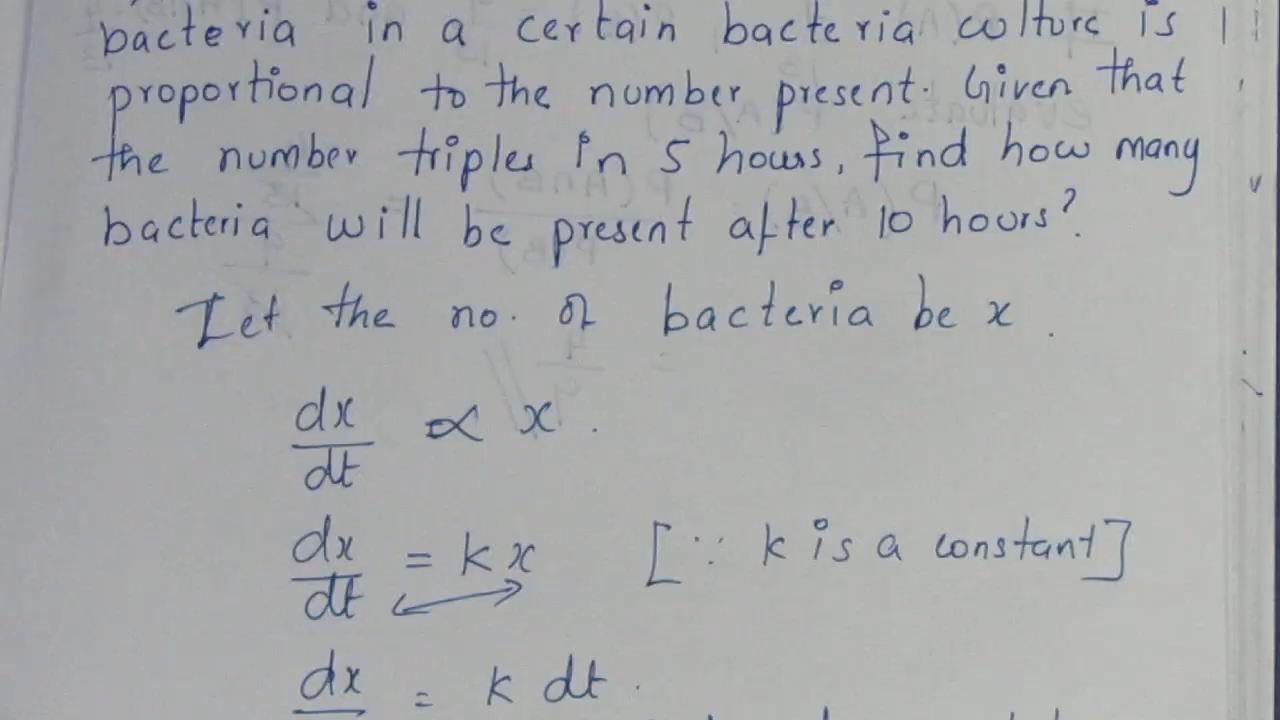 bacteria in a certain bacteria culture is
proportional to the number present. Given that
the number triples in 5 hours, find how many
bacteria will be present after 10 hours?
Let the no. of bacteria be x.
dx/dt ∝ x.
dx/dt = kx [∵ k is a constant]
dx = k dt.